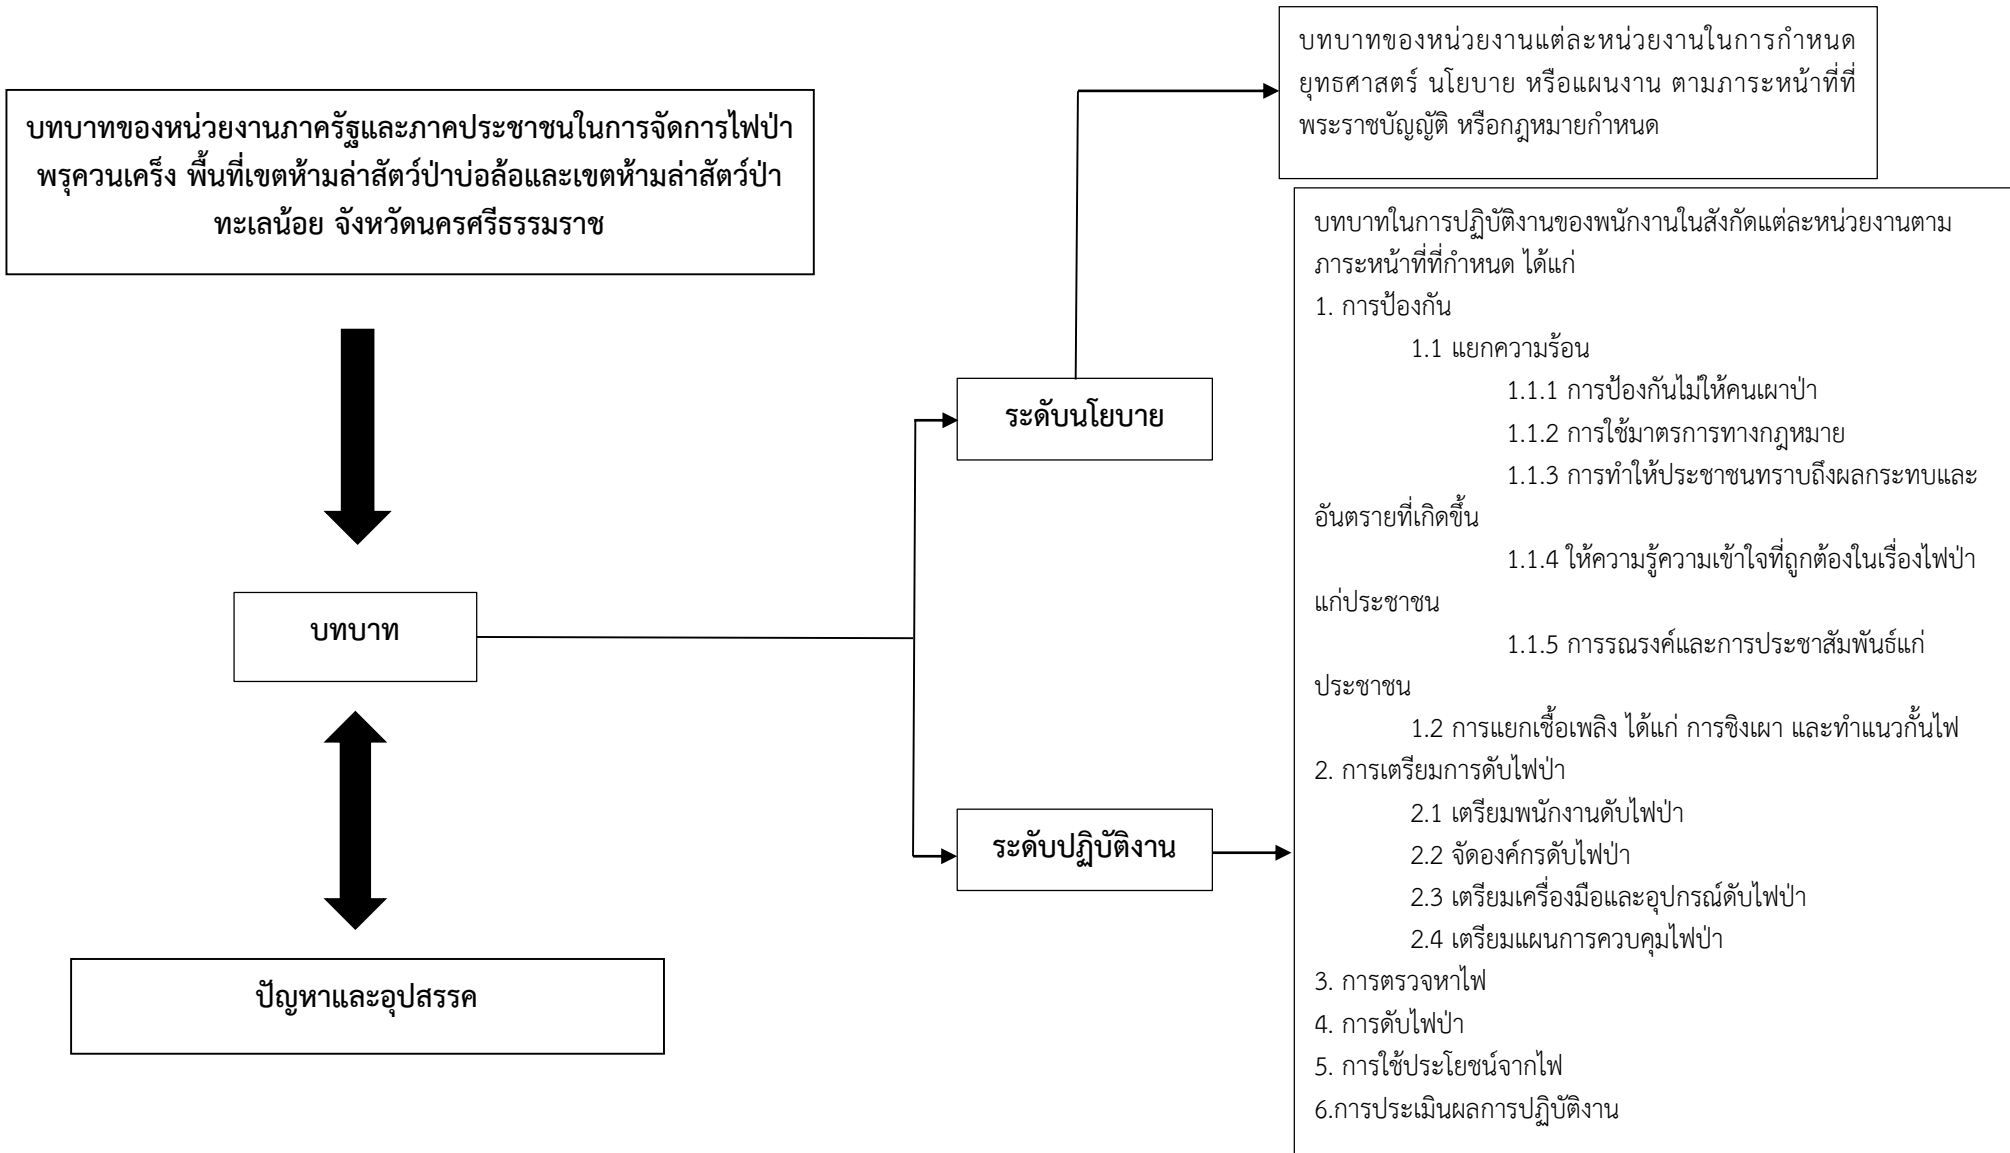 บทบาทของหน่วยงานภาครัฐและภาคประชาชนในการจัดการไฟป่า
พรุควนเคร็ง พื้นที่เขตห้ามล่าสัตว์ป่าบ่อล้อและเขตห้ามล่าสัตว์ป่า
ทะเลน้อย จังหวัดนครศรีธรรมราช
บทบาท
ปัญหาและอุปสรรค
ระดับนโยบาย
ระดับปฏิบัติงาน
บทบาทของหน่วยงานแต่ละหน่วยงานในการกำหนด
ยุทธศาสตร์ นโยบาย หรือแผนงาน ตามภาระหน้าที่ที่
พระราชบัญญัติ หรือกฎหมายกำหนด
บทบาทในการปฏิบัติงานของพนักงานในสังกัดแต่ละหน่วยงานตาม
ภาระหน้าที่ที่กำหนด ได้แก่
1. การป้องกัน
1.1 แยกความร้อน
1.1.1 การป้องกันไม่ให้คนเผาป่า
1.1.2 การใช้มาตรการทางกฎหมาย
1.1.3 การทำให้ประชาชนทราบถึงผลกระทบและ
อันตรายที่เกิดขึ้น
1.1.4 ให้ความรู้ความเข้าใจที่ถูกต้องในเรื่องไฟป่า
แก่ประชาชน
1.1.5 การรณรงค์และการประชาสัมพันธ์แก่
ประชาชน
1.2 การแยกเชื้อเพลิง ได้แก่ การชิงเผา และทำแนวกั้นไฟ
2. การเตรียมการดับไฟป่า
2.1 เตรียมพนักงานดับไฟป่า
2.2 จัดองค์กรดับไฟป่า
2.3 เตรียมเครื่องมือและอุปกรณ์ดับไฟป่า
2.4 เตรียมแผนการควบคุมไฟป่า
3. การตรวจหาไฟ
4. การดับไฟป่า
5. การใช้ประโยชน์จากไฟ
6.การประเมินผลการปฏิบัติงาน